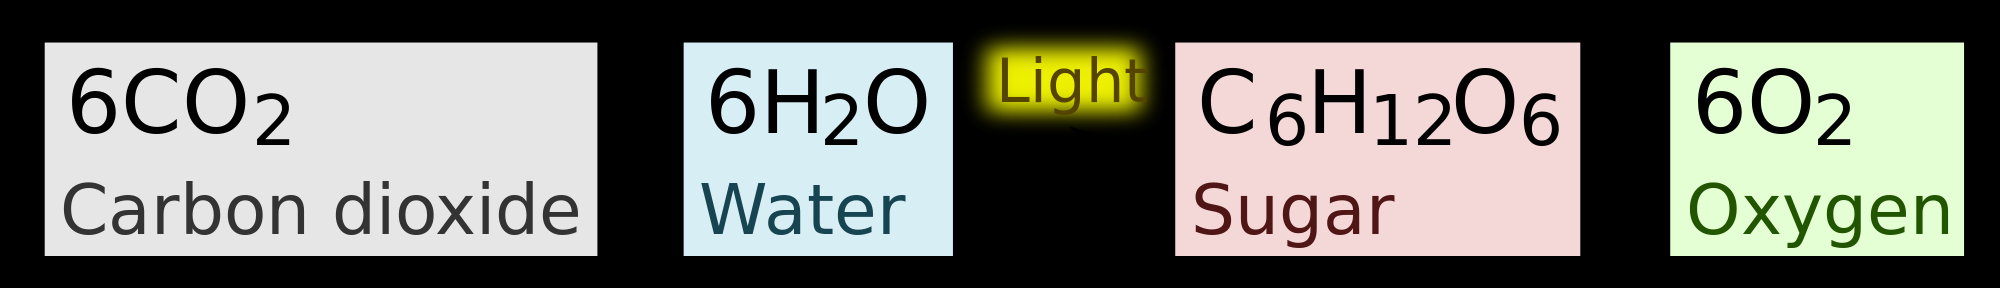 6CO₂ 6H₂O Light C₆H₁₂O₆ 6O₂
Carbon dioxide Water Sugar Oxygen